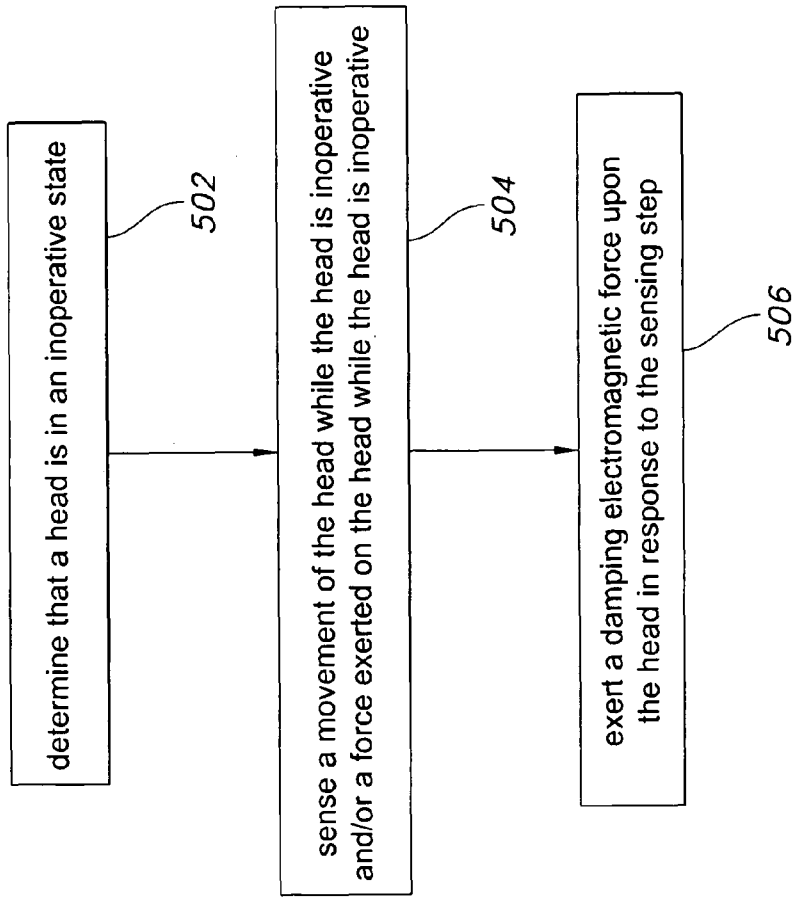 determine that a head is in an inoperative state
502
sense a movement of the head while the head is inoperative
and/or a force exerted on the head while the head is inoperative
504
exert a damping electromagnetic force upon
the head in response to the sensing step
506